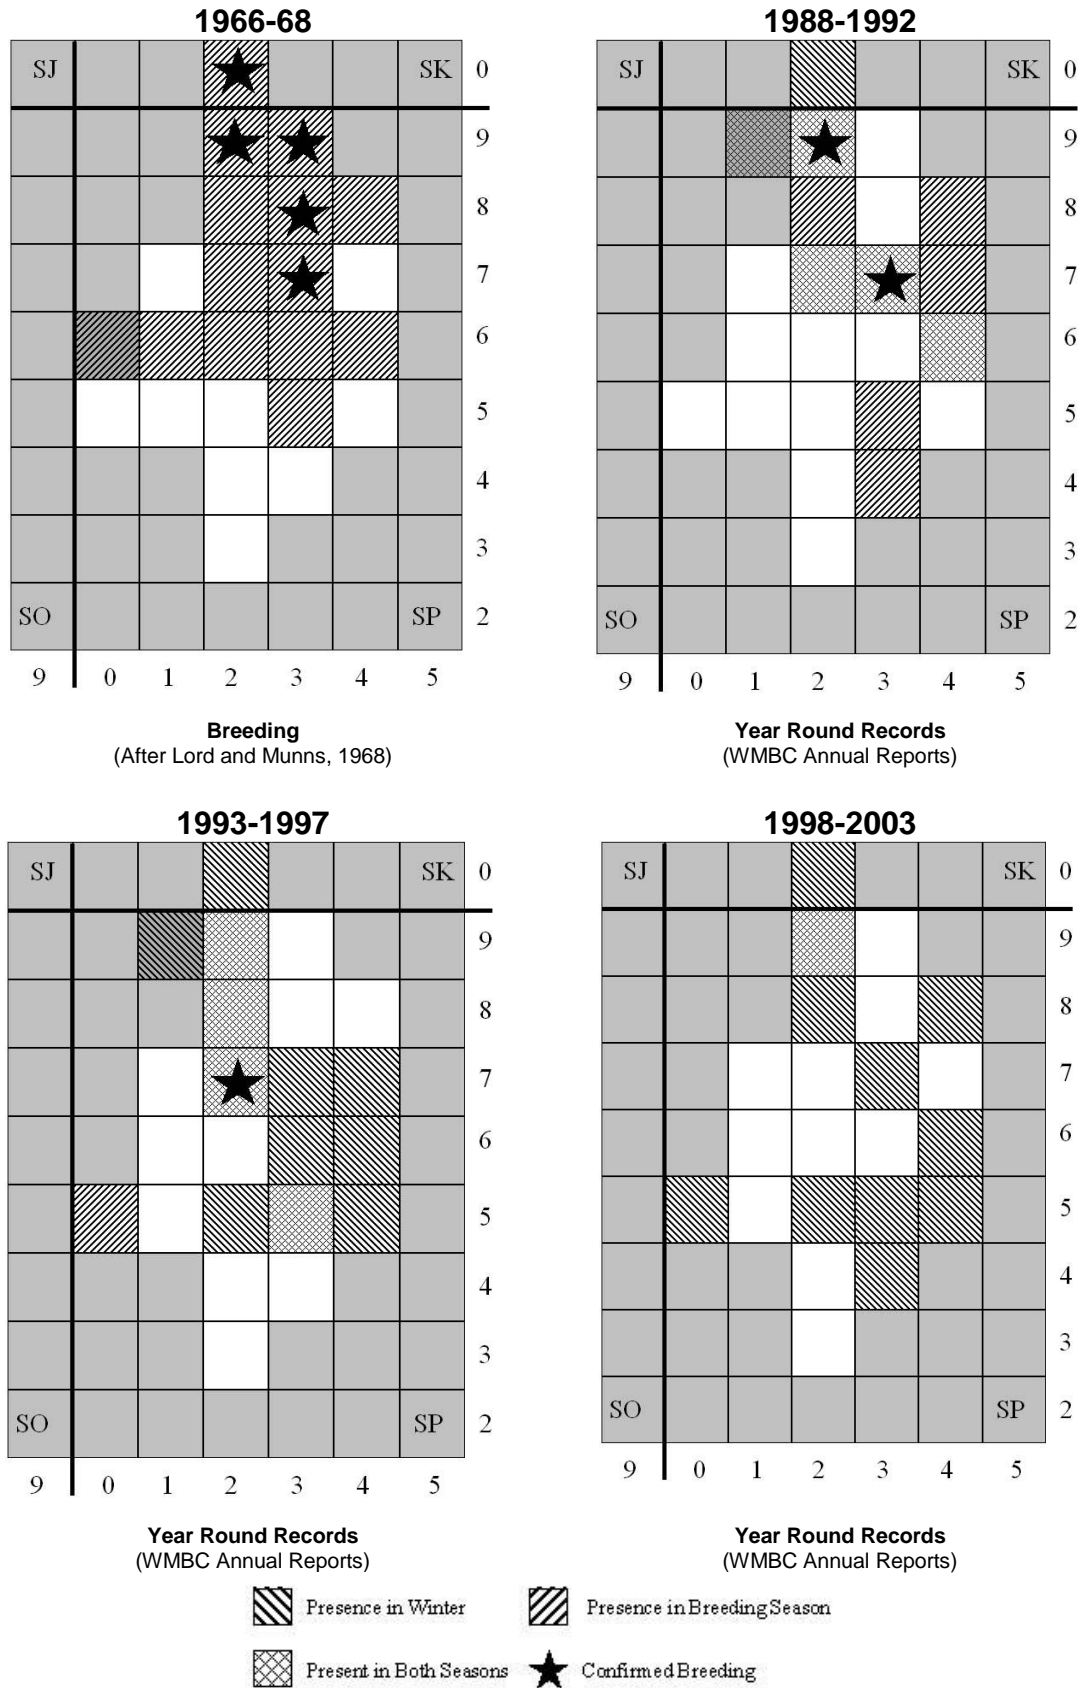 1966-68
1988-1992
SJ SK 0
9
8
7
6
5
4
3
SO SP 2
9 0 1 2 3 4 5
Breeding
(After Lord and Munns, 1968)
SJ SK 0
9
8
7
6
5
4
3
SO SP 2
9 0 1 2 3 4 5
Year Round Records
(WMBC Annual Reports)
1993-1997
1998-2003
SJ SK 0
9
8
7
6
5
4
3
SO SP 2
9 0 1 2 3 4 5
Year Round Records
(WMBC Annual Reports)
SJ SK 0
9
8
7
6
5
4
3
SO SP 2
9 0 1 2 3 4 5
Year Round Records
(WMBC Annual Reports)
Presence in Winter Presence in Breeding Season
Present in Both Seasons Confirmed Breeding